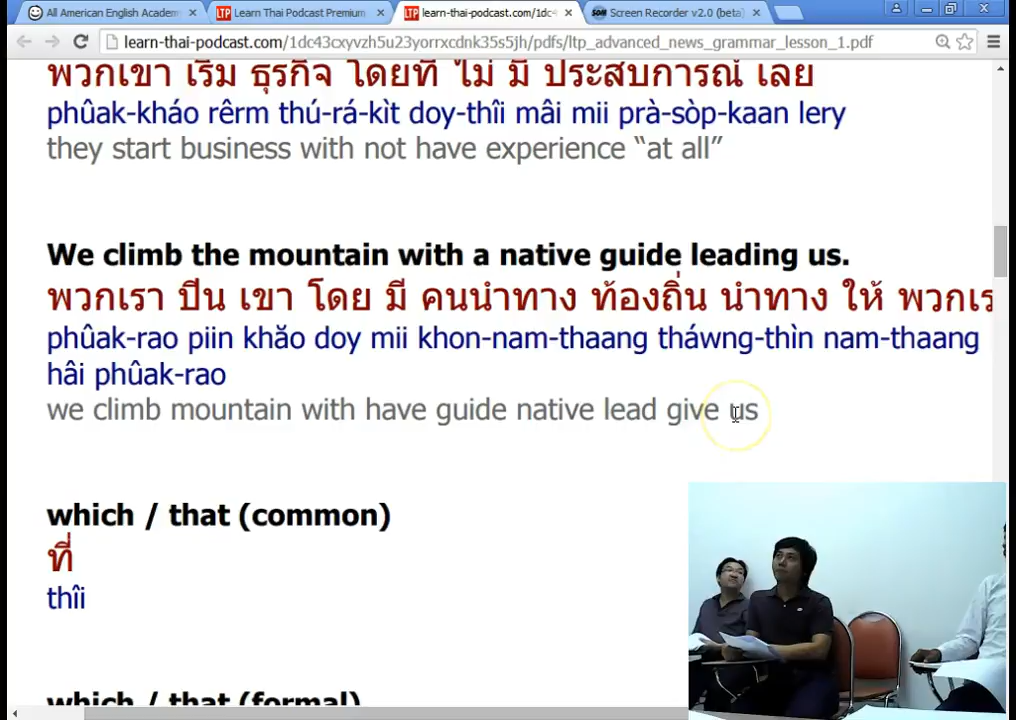 All American English Academ
Learn Thai Podcast Premium
learn-thai-podcast.com/1dc
Screen Recorder v2.0 (beta)
learn-thai-podcast.com/1dc43cxyvzh5u23yorrxcdnk35s5jh/pdfs/ltp_advanced_news_grammar_lesson_1.pdf
พวกเขา เริ่ม ธุรกิจ โดยที่ ไม่ มี ประสบการณ์ เลย
phûak-kháo rêrm thú-rá-kìt doy-thîi mâi mii prà-sòp-kaan lery
they start business with not have experience “at all”
We climb the mountain with a native guide leading us.
พวกเรา ปีน เขา โดย มี คนนำทาง ท้องถิ่น นำทาง ให้ พวกเร
phûak-rao piin khǎo doy mii khon-nam-thaang tháwng-thìn nam-thaang
hâi phûak-rao
we climb mountain with have guide native lead give us
which / that (common)
ที่
thîi
which / that (formal)